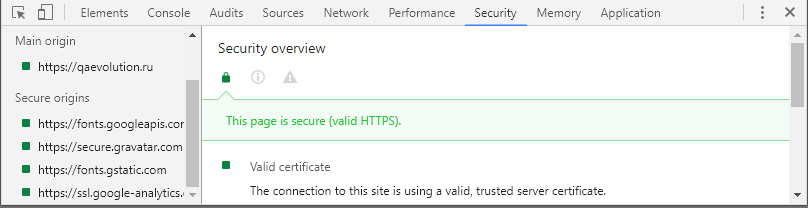 Elements Console Audits Sources Network Performance Security Memory Application
Main origin
https://qaevolution.ru
Secure origins
https://fonts.googleapis.com
https://secure.gravatar.com
https://fonts.gstatic.com
https://ssl.google-analytics.
Security overview
This page is secure (valid HTTPS).
Valid certificate
The connection to this site is using a valid, trusted server certificate.